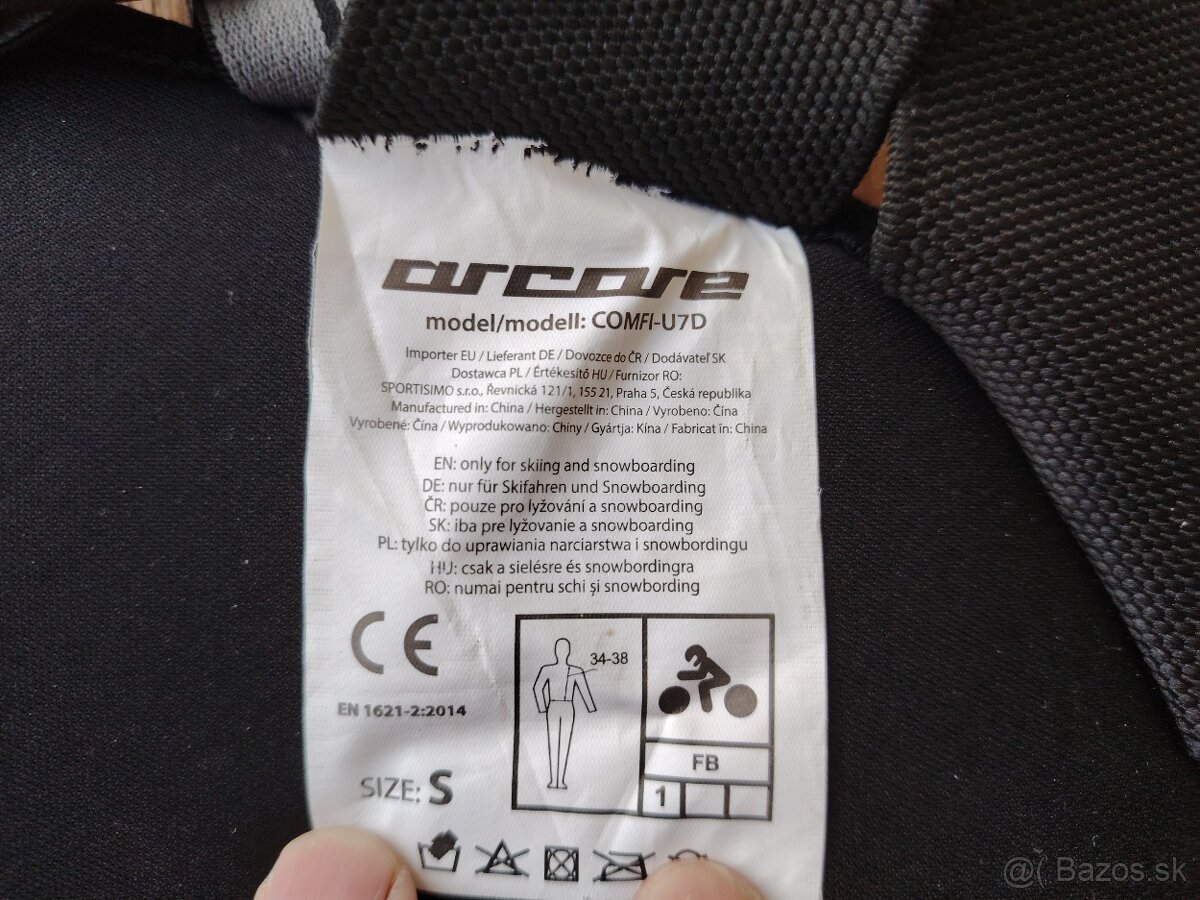 arcore
model/modell: COMFI-U7D
Importer EU / Lieferant DE / Dovozce do ČR / Dodávateľ SK
Dostawca PL / Értékesítő HU / Furnizor RO:
SPORTISIMO s.r.o., Řevnická 121/1, 155 21, Praha 5, Česká republika
Manufactured in: China / Hergestellt in: China / Vyrobeno: Čína
Vyrobené: Čína / Wyprodukowano: Chiny / Gyártja: Kína / Fabricat în: China
EN: only for skiing and snowboarding
DE: nur für Skifahren und Snowboarding
ČR: pouze pro lyžování a snowboarding
SK: iba pre lyžovanie a snowboarding
PL: tylko do uprawiania narciarstwa i snowbordingu
HU: csak a sielésre és snowbordingra
RO: numai pentru schi și snowbording
CE
EN 1621-2:2014
SIZE: S
34-38
FB
1
@( Bazos.sk